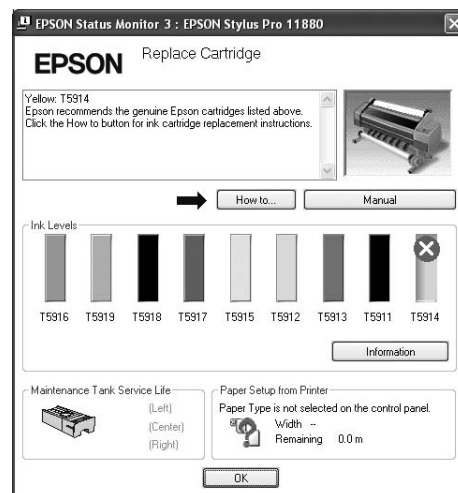 EPSON Status Monitor 3 : EPSON Stylus Pro 11880
EPSON
Replace Cartridge
Yellow: T5914
Epson recommends the genuine Epson cartridges listed above.
Click the How to button for ink cartridge replacement instructions.
How to...
Manual
Ink Levels
T5916 T5919 T5918 T5917 T5915 T5912 T5913 T5911 T5914
Information
Maintenance Tank Service Life
(Left)
(Center)
(Right)
Paper Setup from Printer
Paper Type is not selected on the control panel.
Width --
Remaining 0.0 m
OK